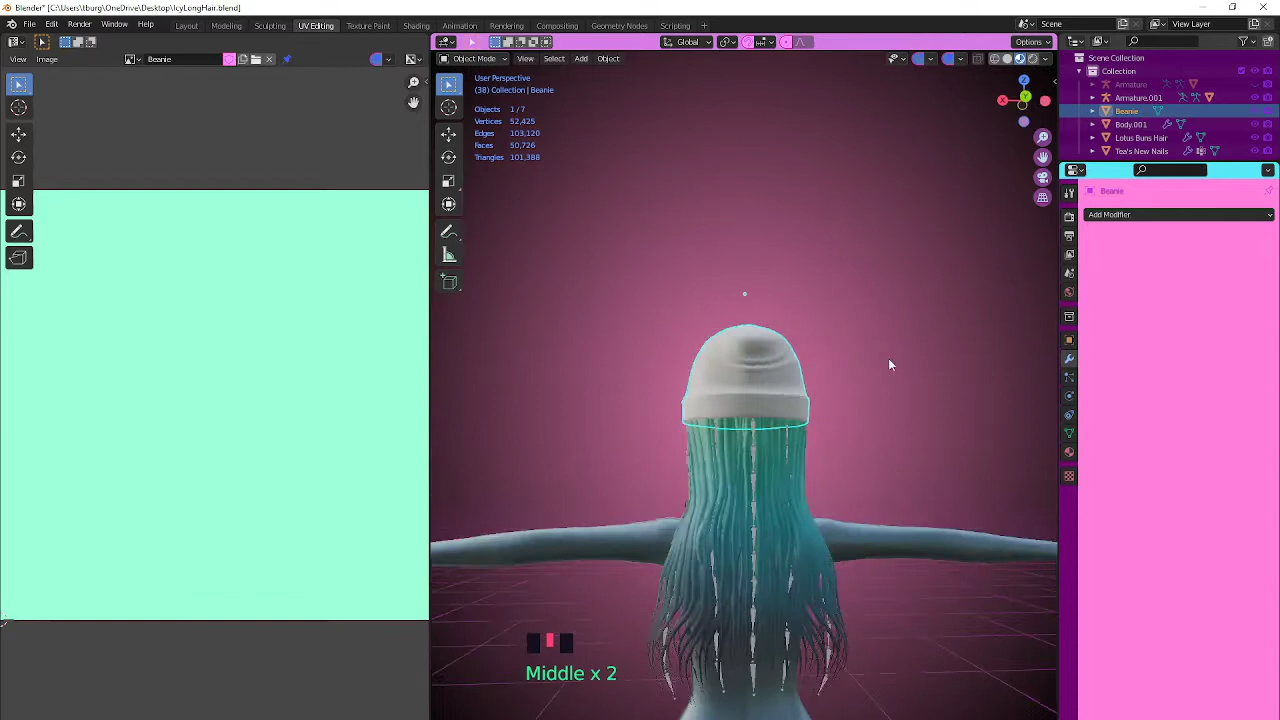 Blender* [C:\Users\tburg\OneDrive\Desktop\IcyLongHair.blend]
File Edit Render Window Help Layout Modeling Sculpting UV Editing Texture Paint Shading Animation Rendering Compositing Geometry Nodes Scripting + Scene View Layer
Global Options
View Image Beanie Object Mode View Select Add Object
Scene Collection
Collection
Armature
Armature.001
Beanie
Body.001
Lotus Buns Hair
Tea's New Nails
User Perspective
(38) Collection | Beanie
Objects 1 / 7
Vertices 52,425
Edges 103,120
Faces 50,726
Triangles 101,388
Z
Y
X
Beanie
Add Modifier
Middle x 2